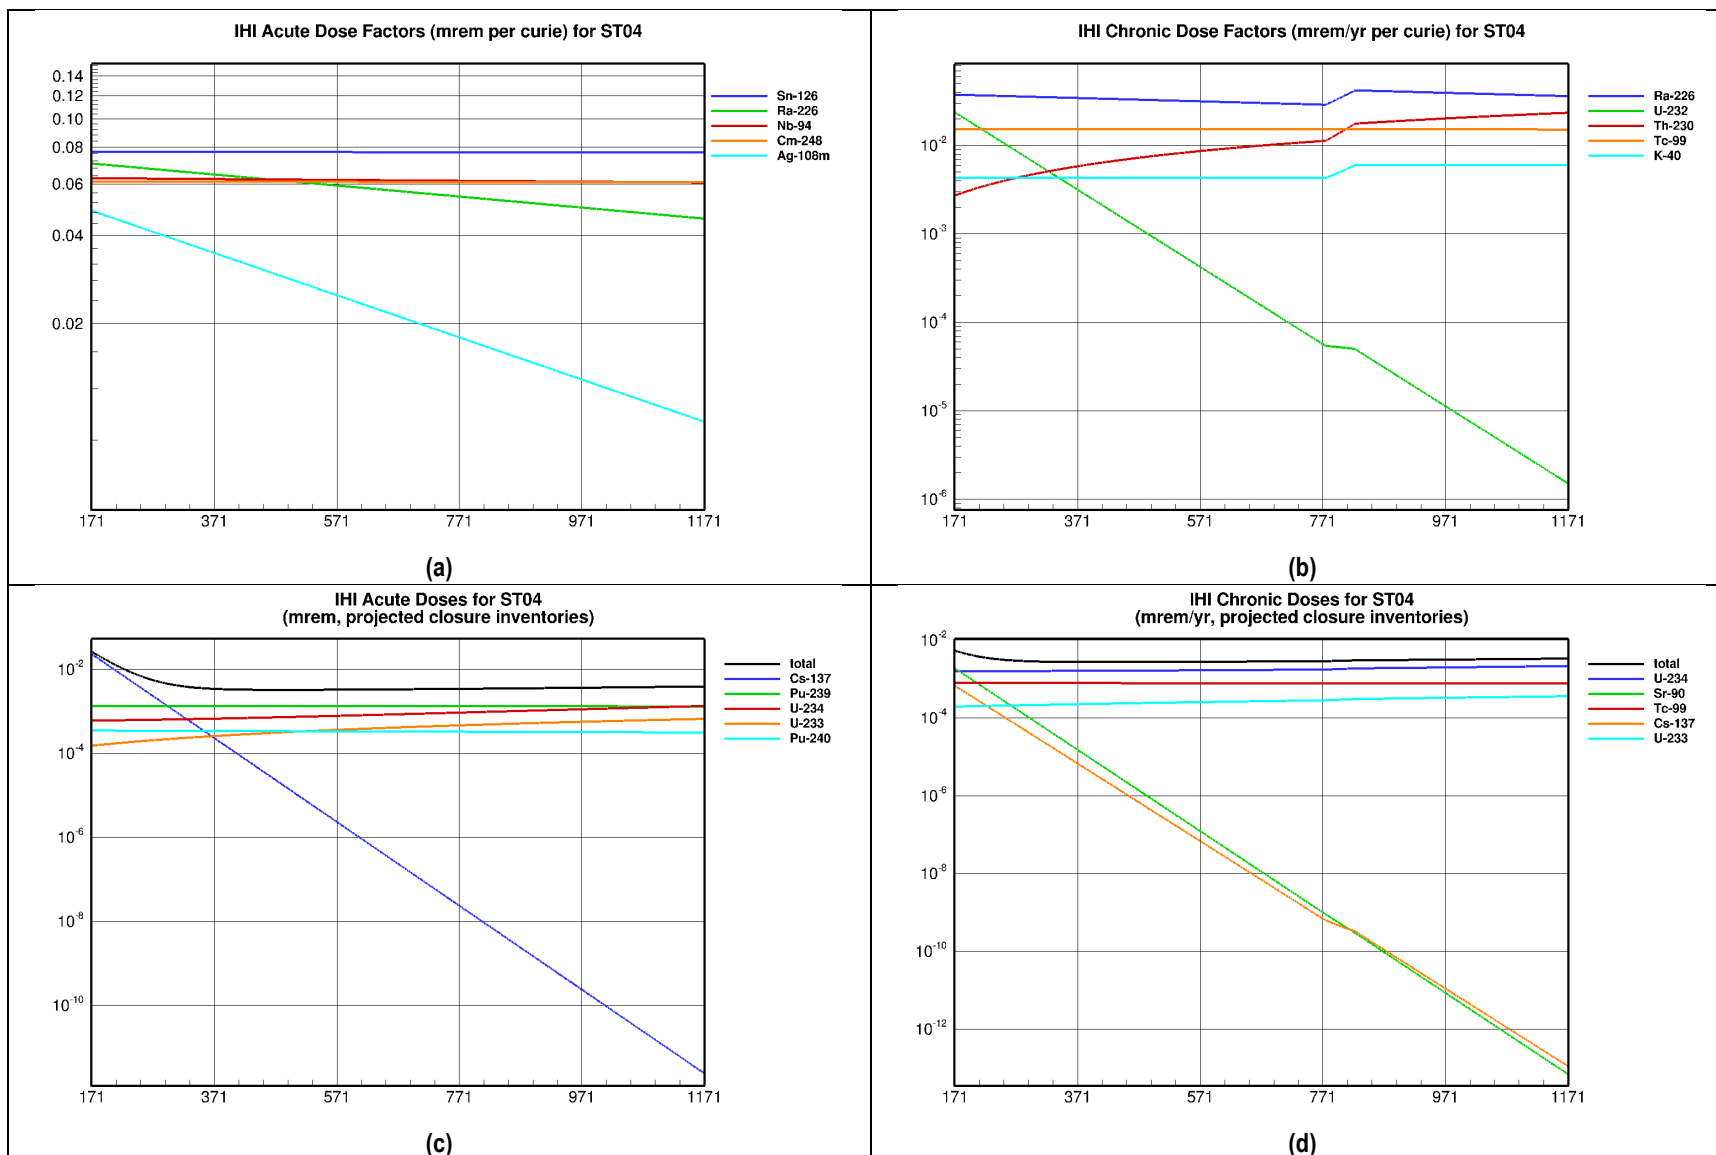 IHI Acute Dose Factors (mrem per curie) for ST04
0.14
0.12
0.10
0.08
0.06
0.04
0.02
171 371 571 771 971 1171
Sn-126
Ra-226
Nb-94
Cm-248
Ag-108m
(a)
IHI Chronic Dose Factors (mrem/yr per curie) for ST04
10-2
10-3
10-4
10-5
10-6
171 371 571 771 971 1171
Ra-226
U-232
Th-230
Tc-99
K-40
(b)
IHI Acute Doses for ST04
(mrem, projected closure inventories)
10-2
10-4
10-6
10-8
10-10
171 371 571 771 971 1171
total
Cs-137
Pu-239
U-234
U-233
Pu-240
(c)
IHI Chronic Doses for ST04
(mrem/yr, projected closure inventories)
10-2
10-4
10-6
10-8
10-10
10-12
171 371 571 771 971 1171
total
U-234
Sr-90
Tc-99
Cs-137
U-233
(d)